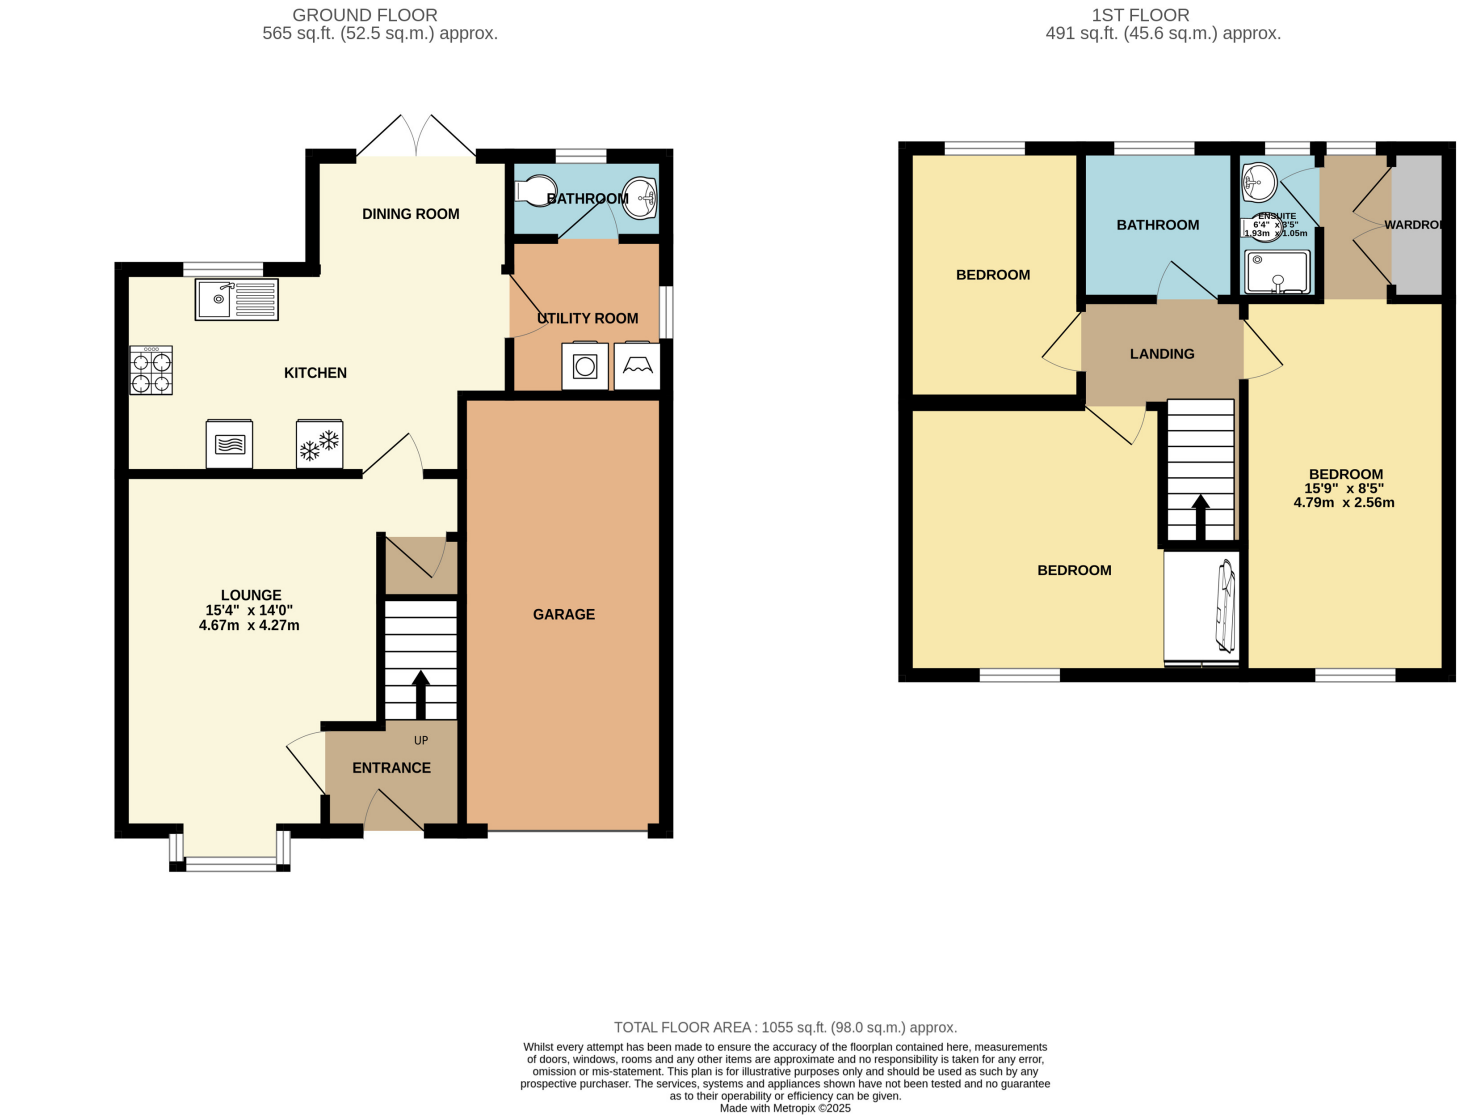 GROUND FLOOR
565 sq.ft. (52.5 sq.m.) approx.
1ST FLOOR
491 sq.ft. (45.6 sq.m.) approx.
DINING ROOM
BATHROOM
UTILITY ROOM
KITCHEN
LOUNGE
15'4" x 14'0"
4.67m x 4.27m
GARAGE
UP
ENTRANCE
BEDROOM
BATHROOM
ENSUITE
6'4" x 3'5"
1.93m x 1.05m
WARDROB
LANDING
BEDROOM
15'9" x 8'5"
4.79m x 2.56m
BEDROOM
TOTAL FLOOR AREA : 1055 sq.ft. (98.0 sq.m.) approx.
Whilst every attempt has been made to ensure the accuracy of the floorplan contained here, measurements
of doors, windows, rooms and any other items are approximate and no responsibility is taken for any error,
omission or mis-statement. This plan is for illustrative purposes only and should be used as such by any
prospective purchaser. The services, systems and appliances shown have not been tested and no guarantee
as to their operability or efficiency can be given.
Made with Metropix ©2025